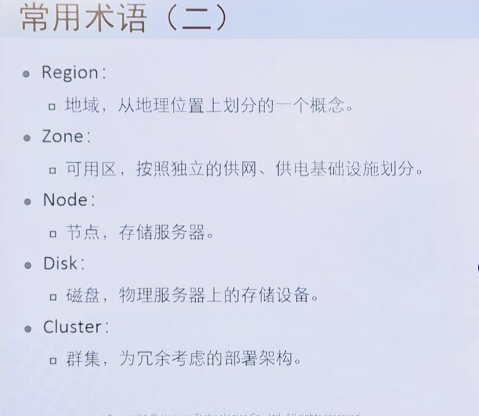 常用术语（二）
Region：
地域，从地理位置上划分的一个概念。
Zone：
可用区，按照独立的供网、供电基础设施划分。
Node：
节点，存储服务器。
Disk：
磁盘，物理服务器上的存储设备。
Cluster：
群集，为冗余考虑的部署架构。